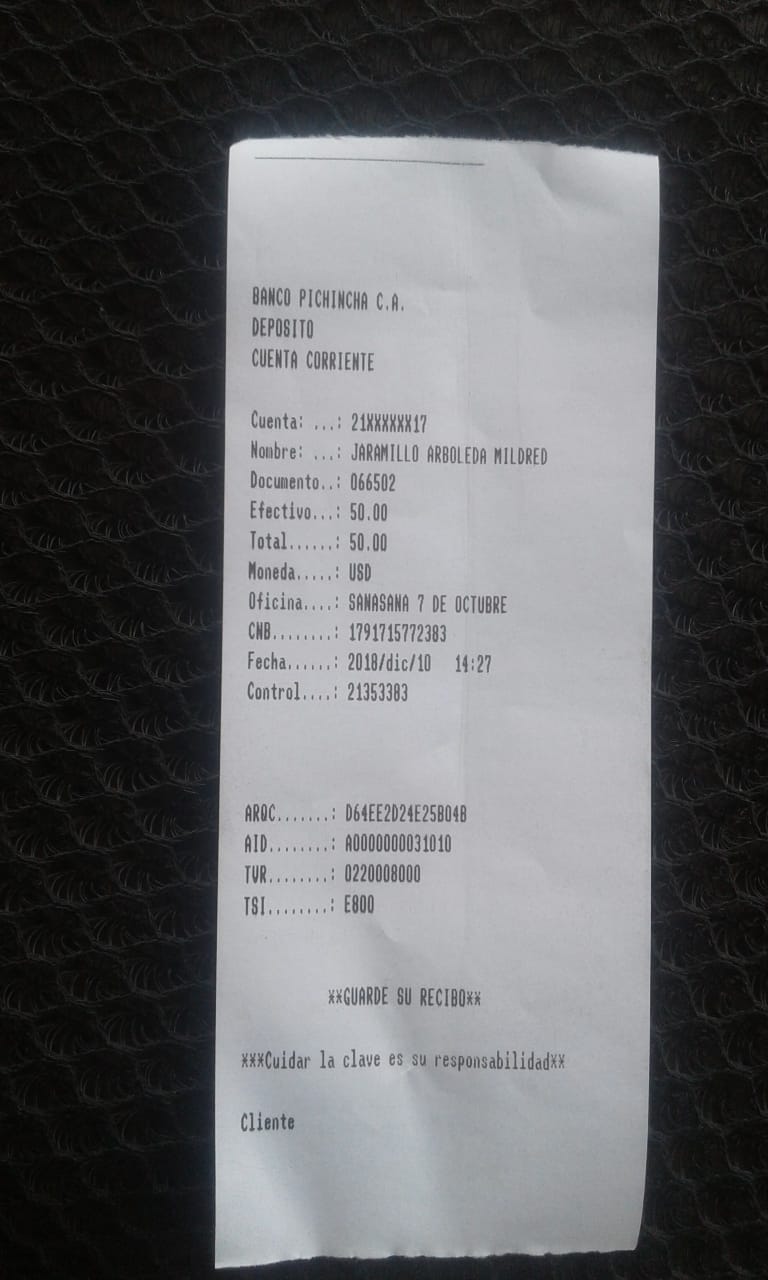 BANCO PICHINCHA C.A.
DEPOSITO
CUENTA CORRIENTE
Cuenta: ...: 21XXXXXX17
Nombre: ...: JARAMILLO ARBOLEDA MILDRED
Documento..: 066502
Efectivo...: 50.00
Total......: 50.00
Moneda.....: USD
Oficina....: SANASANA 7 DE OCTUBRE
CNB........: 1791715772383
Fecha......: 2018/dic/10 14:27
Control....: 21353383
ARQC.......: D64EE2D24E25B04B
AID........: A0000000031010
TVR........: 0220008000
TSI........: E800
**GUARDE SU RECIBO**
***Cuidar la clave es su responsabilidad**
Cliente